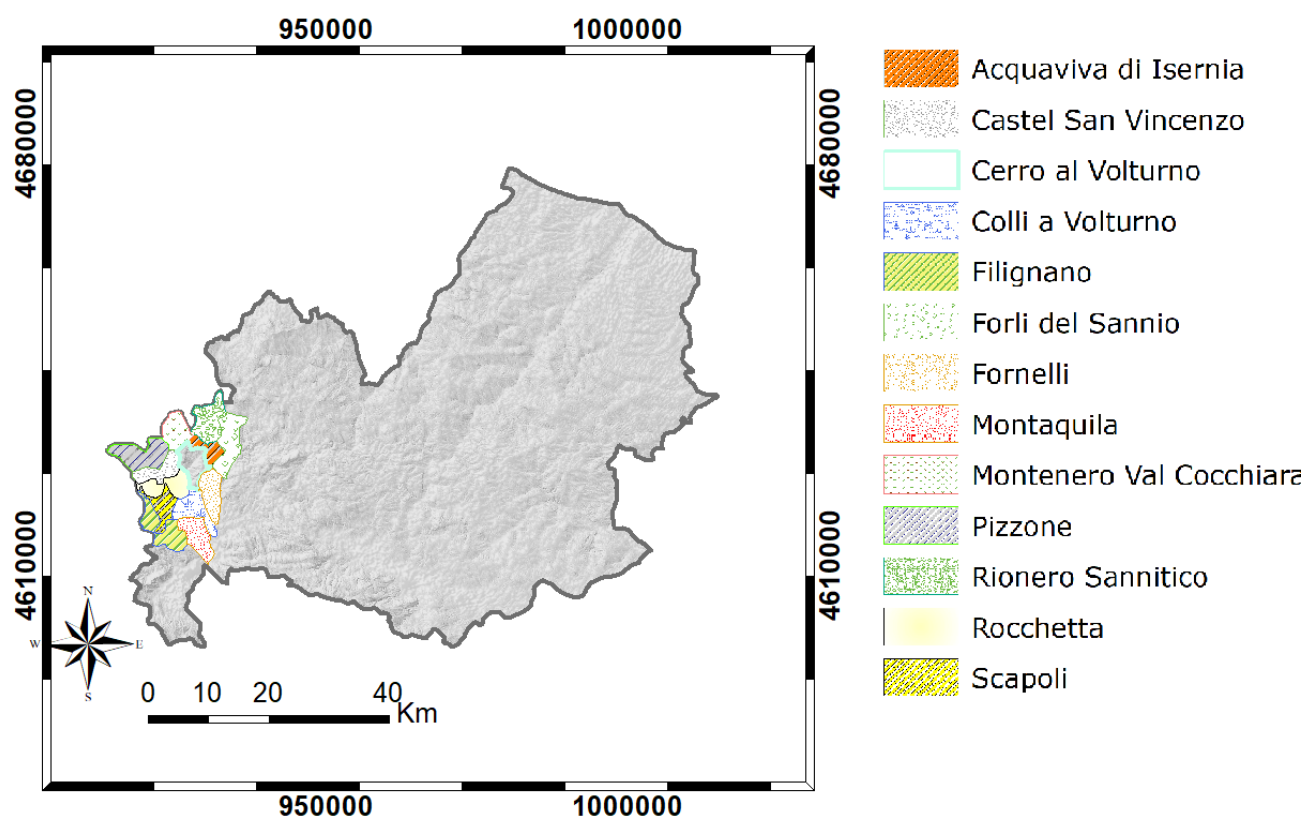 950000 1000000
4680000 4680000
4610000 4610000
N
W E
S
0 10 20 40
Km
950000 1000000
Acquaviva di Isernia
Castel San Vincenzo
Cerro al Volturno
Colli a Volturno
Filignano
Forli del Sannio
Fornelli
Montaquila
Montenero Val Cocchiara
Pizzone
Rionero Sannitico
Rocchetta
Scapoli